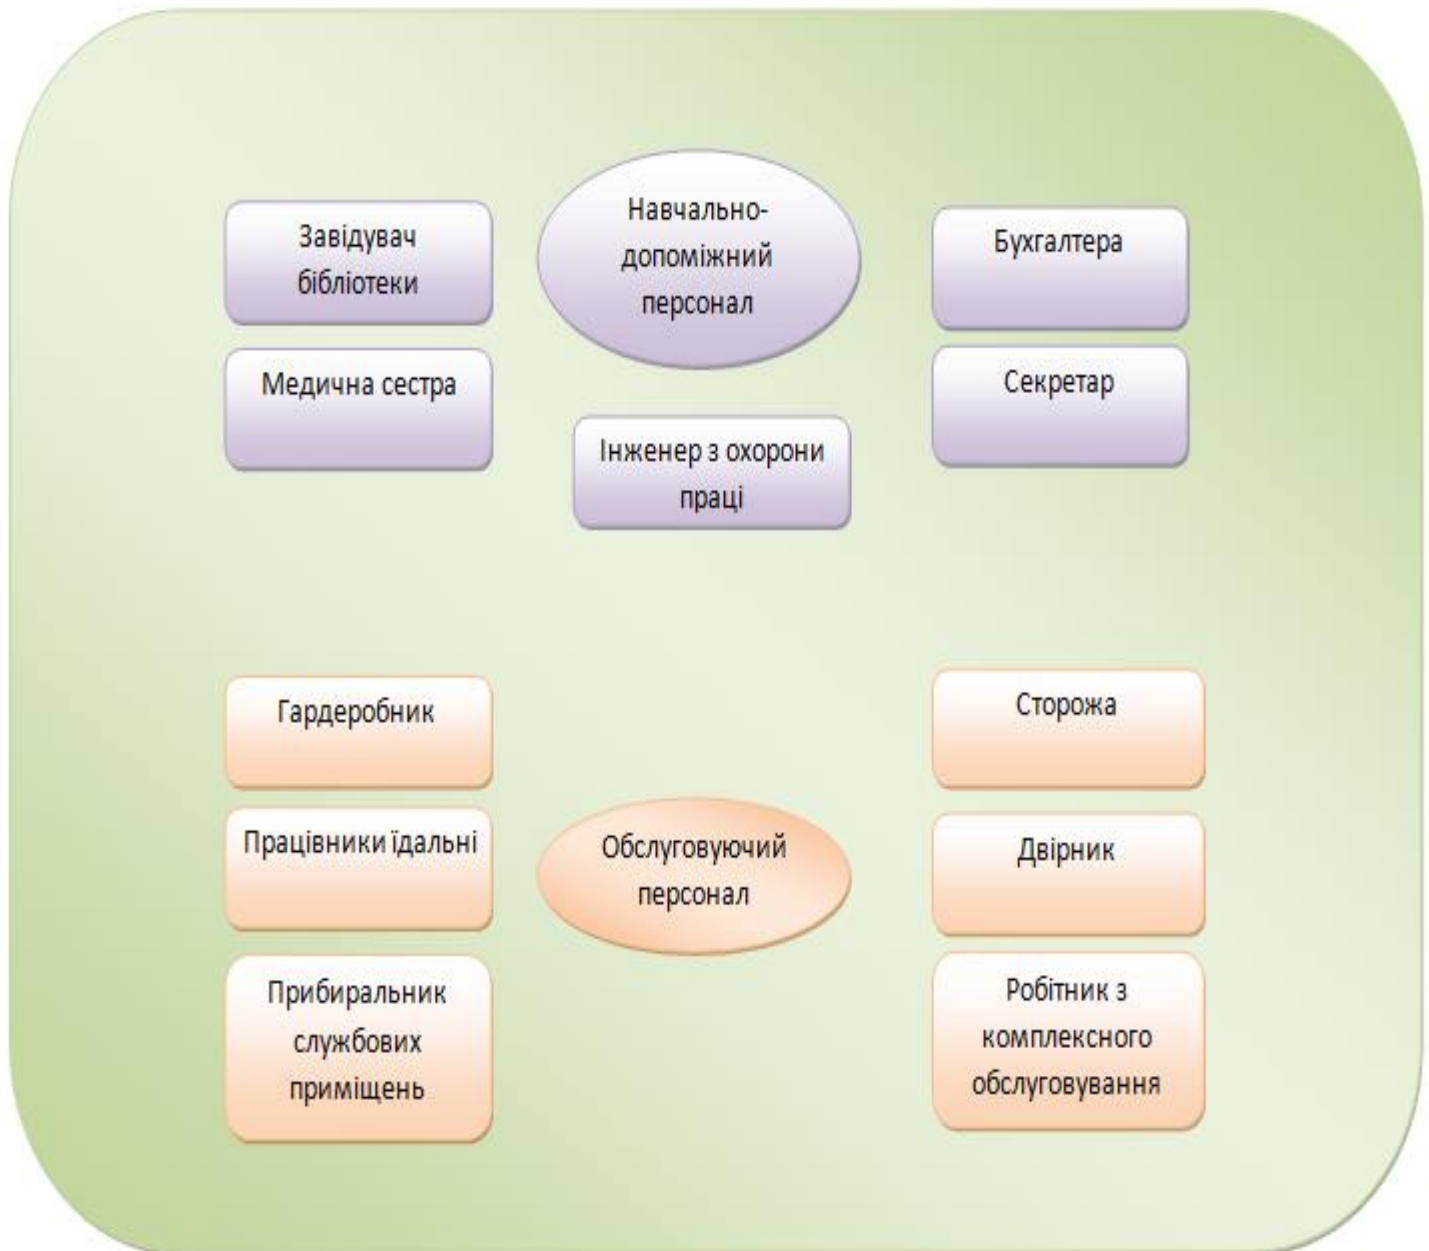 Завідувач
бібліотеки
Навчально-
допоміжний
персонал
Бухгалтера
Медична сестра
Секретар
Інженер з охорони
праці
Гардеробник
Сторожа
Працівники їдальні
Обслуговуючий
персонал
Двірник
Прибиральник
службових
приміщень
Робітник з
комплексного
обслуговування